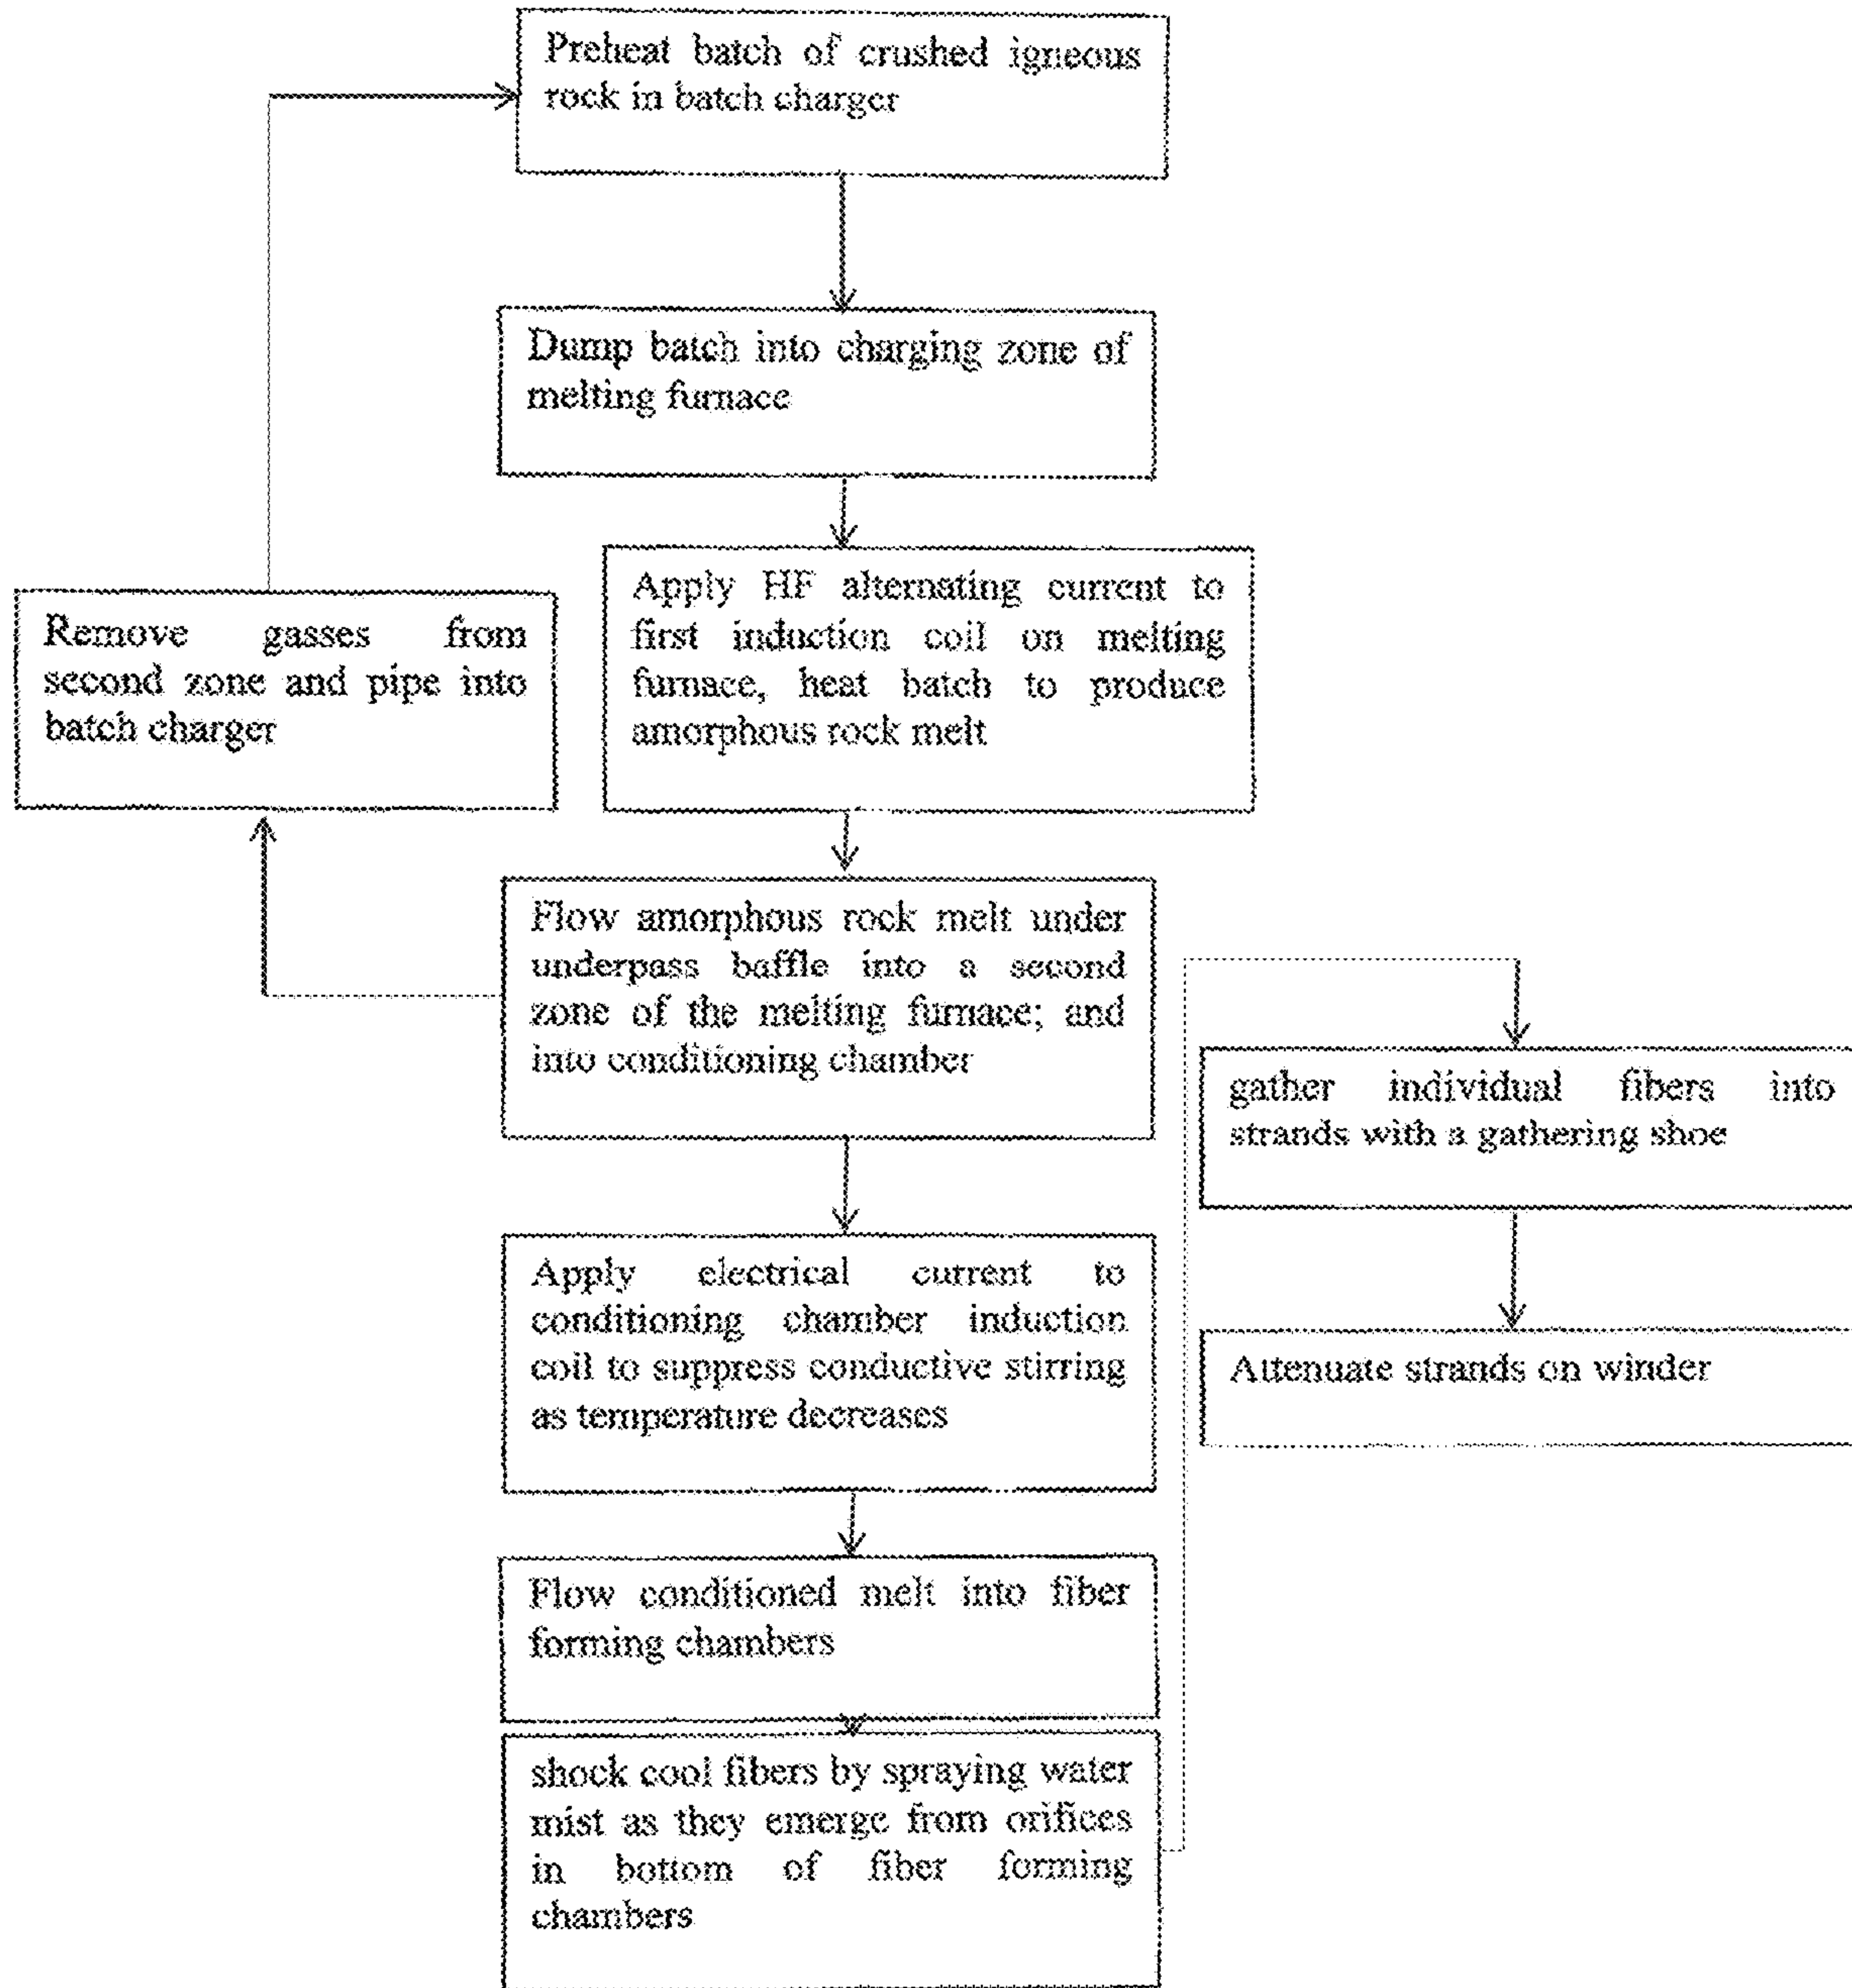 Preheat batch of crushed igneous
rock in batch charger
Dump batch into charging zone of
melting furnace
Apply HF alternating current to
first induction coil on melting
furnace, heat batch to produce
amorphous rock melt
Remove gasses from
second zone and pipe into
batch charger
Flow amorphous rock melt under
underpass baffle into a second
zone of the melting furnace; and
into conditioning chamber
Apply electrical current to
conditioning chamber induction
coil to suppress conductive stirring
as temperature decreases
Flow conditioned melt into fiber
forming chambers
shock cool fibers by spraying water
mist as they emerge from orifices
in bottom of fiber forming
chambers
gather individual fibers into
strands with a gathering shoe
Attenuate strands on winder